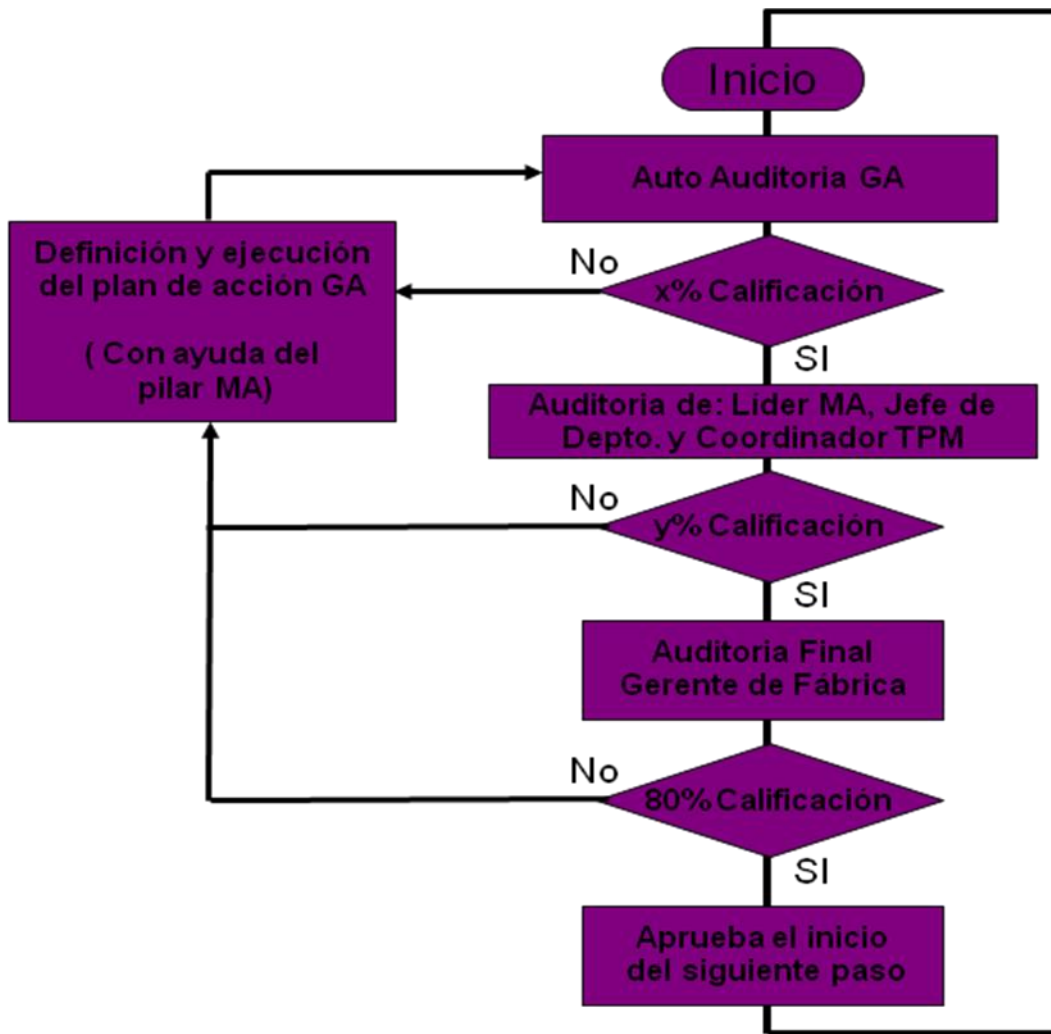 Inicio
Auto Auditoria GA
Definición y ejecución
del plan de acción GA
( Con ayuda del
pilar MA)
No
x% Calificación
SI
Auditoria de: Líder MA, Jefe de
Depto. y Coordinador TPM
No
y% Calificación
SI
Auditoria Final
Gerente de Fábrica
No
80% Calificación
SI
Aprueba el inicio
del siguiente paso